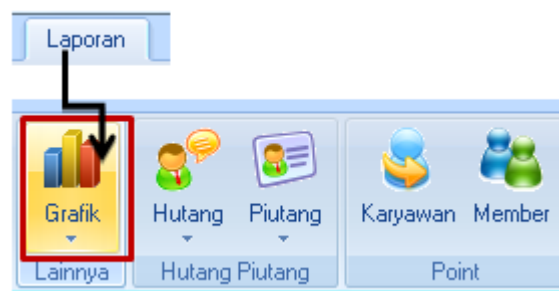 Laporan
Grafik Hutang Piutang Karyawan Member
Lainnya Hutang Piutang Point